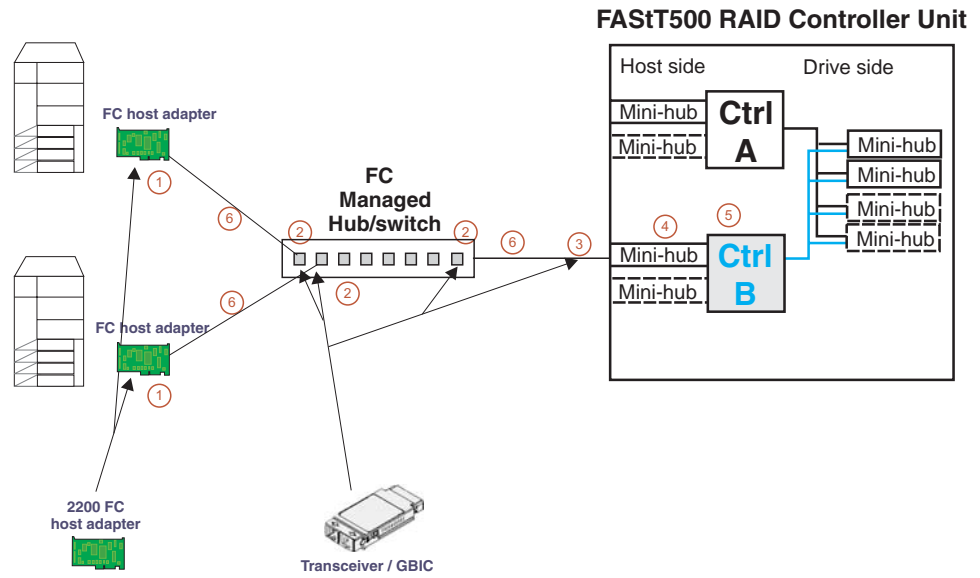 FAStT500 RAID Controller Unit
Host side
Drive side
Mini-hub
Mini-hub
Ctrl
A
Mini-hub
Mini-hub
Mini-hub
Mini-hub
4
5
Mini-hub
Mini-hub
Ctrl
B
FC host adapter
1
6
FC
Managed
Hub/switch
2
2
6
3
2
6
FC host adapter
1
2200 FC
host adapter
Transceiver / GBIC